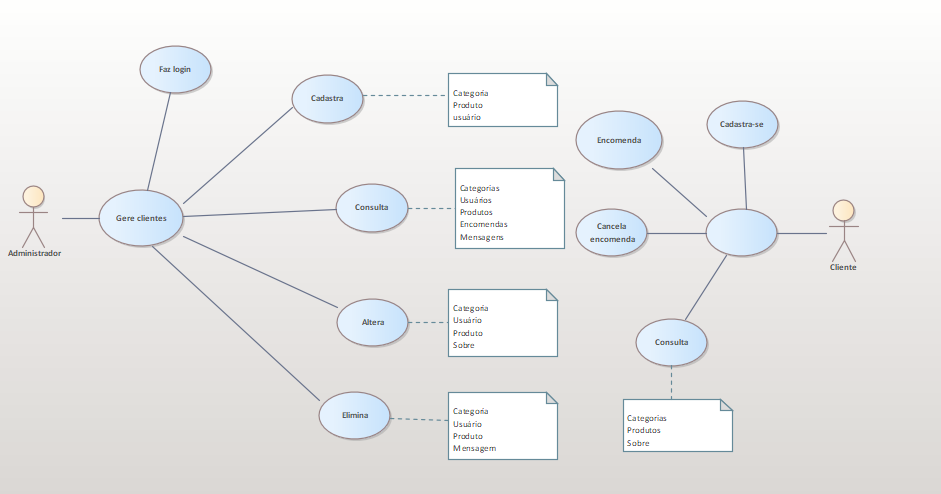 Faz login
Cadastra
Categoria
Produto
usuário
Encomenda
Cadastra-se
Administrador
Gere clientes
Consulta
Categorias
Usuários
Produtos
Encomendas
Mensagens
Cancela
encomenda
Cliente
Altera
Categoria
Usuário
Produto
Sobre
Consulta
Categorias
Produtos
Sobre
Elimina
Categoria
Usuário
Produto
Mensagem